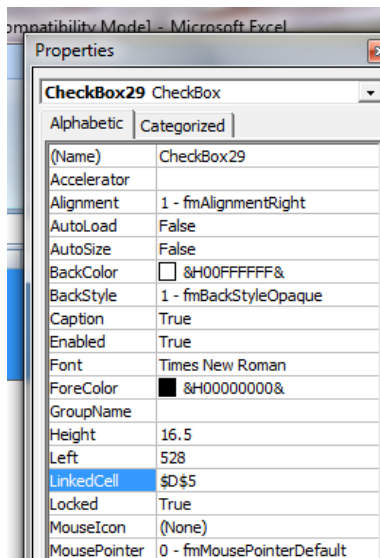 ompatibility Mode] - Microsoft Excel
Properties
CheckBox29 CheckBox
Alphabetic Categorized
(Name) CheckBox29
Accelerator
Alignment 1 - fmAlignmentRight
AutoLoad False
AutoSize False
BackColor &H00FFFFFF&
BackStyle 1 - fmBackStyleOpaque
Caption True
Enabled True
Font Times New Roman
ForeColor &H00000000&
GroupName
Height 16.5
Left 528
LinkedCell $D$5
Locked True
MouseIcon (None)
MousePointer 0 - fmMousePointerDefault